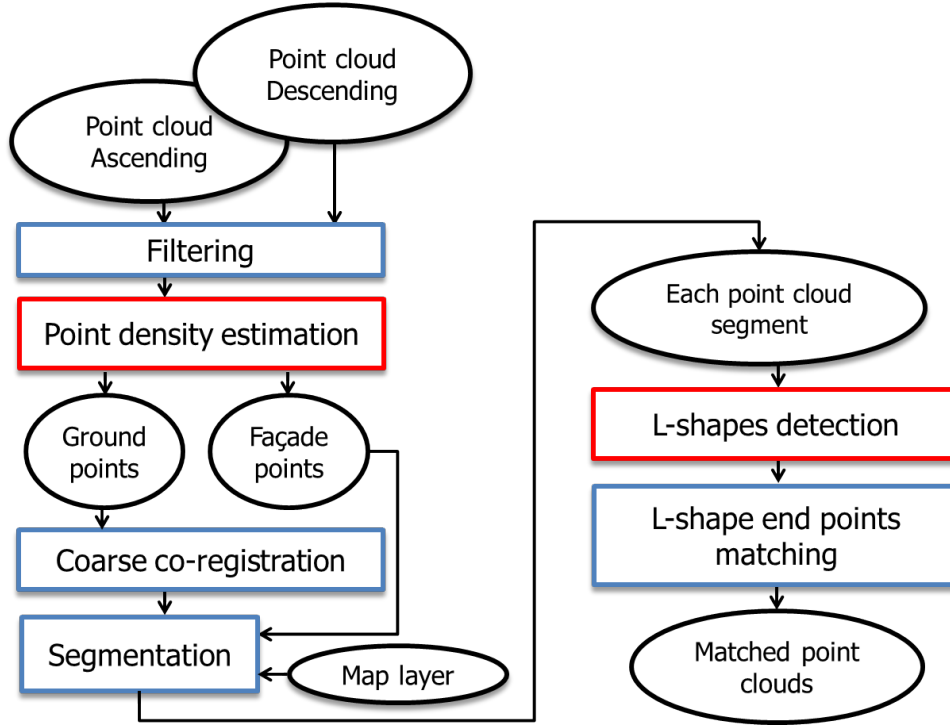 Point cloud
Descending
Point cloud
Ascending
Filtering
Point density estimation
Ground
points
Façade
points
Coarse co-registration
Segmentation
Map layer
Each point cloud
segment
L-shapes detection
L-shape end points
matching
Matched point
clouds